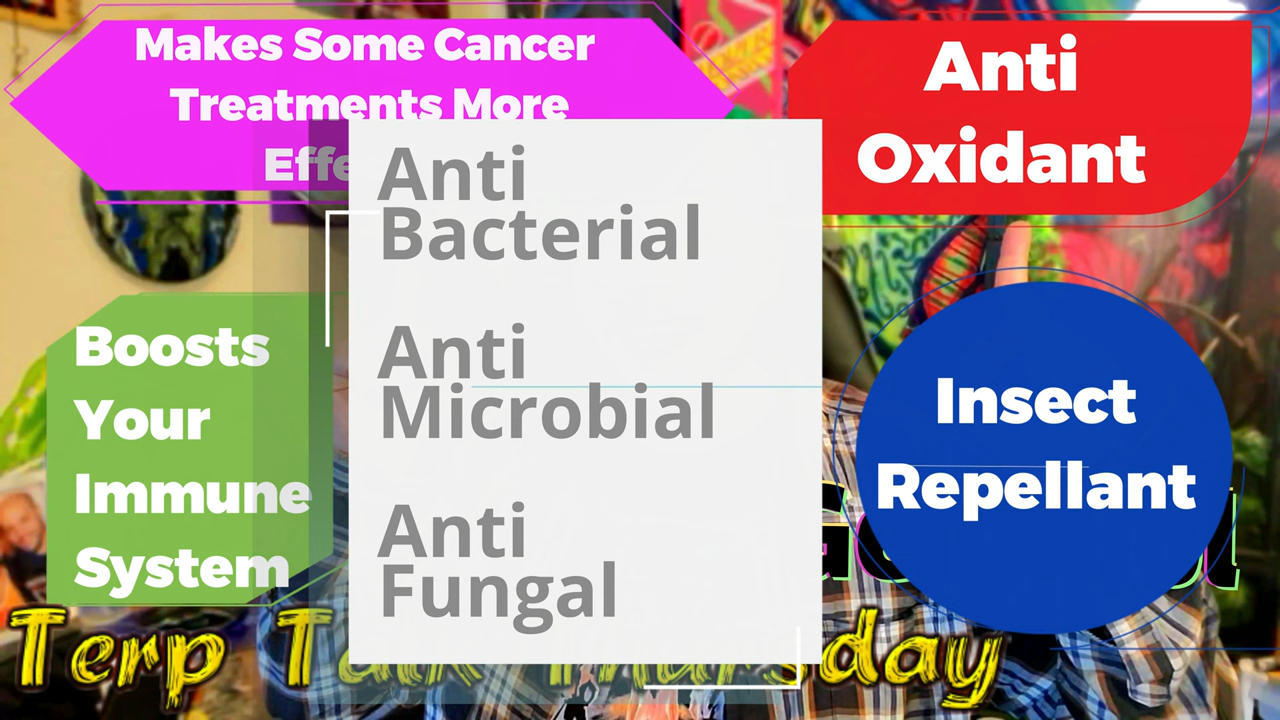 Makes Some Cancer
Treatments More
Anti
Oxidant
Anti
Bacterial
Anti
Microbial
Anti
Fungal
Boosts
Your
Immune
System
Insect
Repellant
Terp